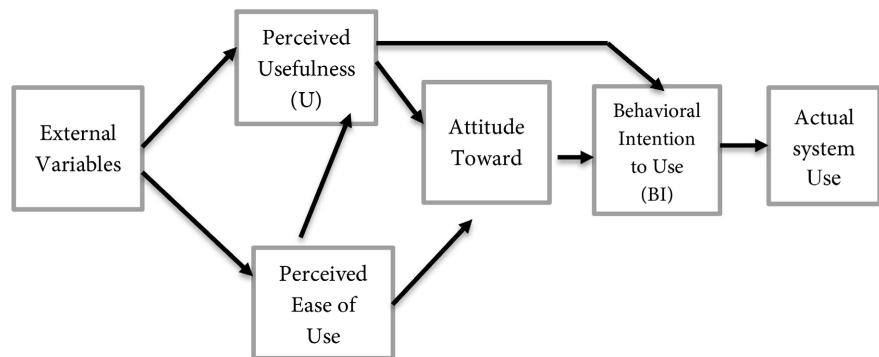 External
Variables
Perceived
Usefulness
(U)
Perceived
Ease of
Use
Attitude
Toward
Behavioral
Intention
to Use
(BI)
Actual
system
Use